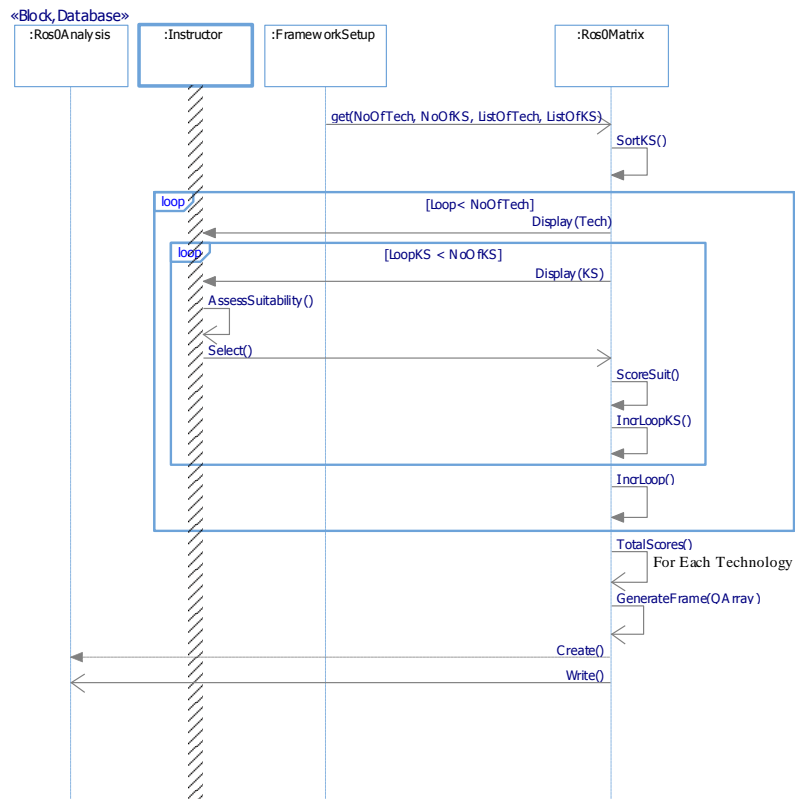 «Block,Database»
:Ros0Analysis
:Instructor
:FrameworkSetup
:Ros0Matrix
get(NoOfTech, NoOfKS, ListOfTech, ListOfKS)
SortKS()
loop
[Loop< NoOfTech]
Display(Tech)
loop
[LoopKS < NoOfKS]
Display(KS)
AssessSuitability()
Select()
ScoreSuit()
IncrLoopKS()
IncrLoop()
TotalScores()
For Each Technology
GenerateFrame(QArray)
Create()
Write()